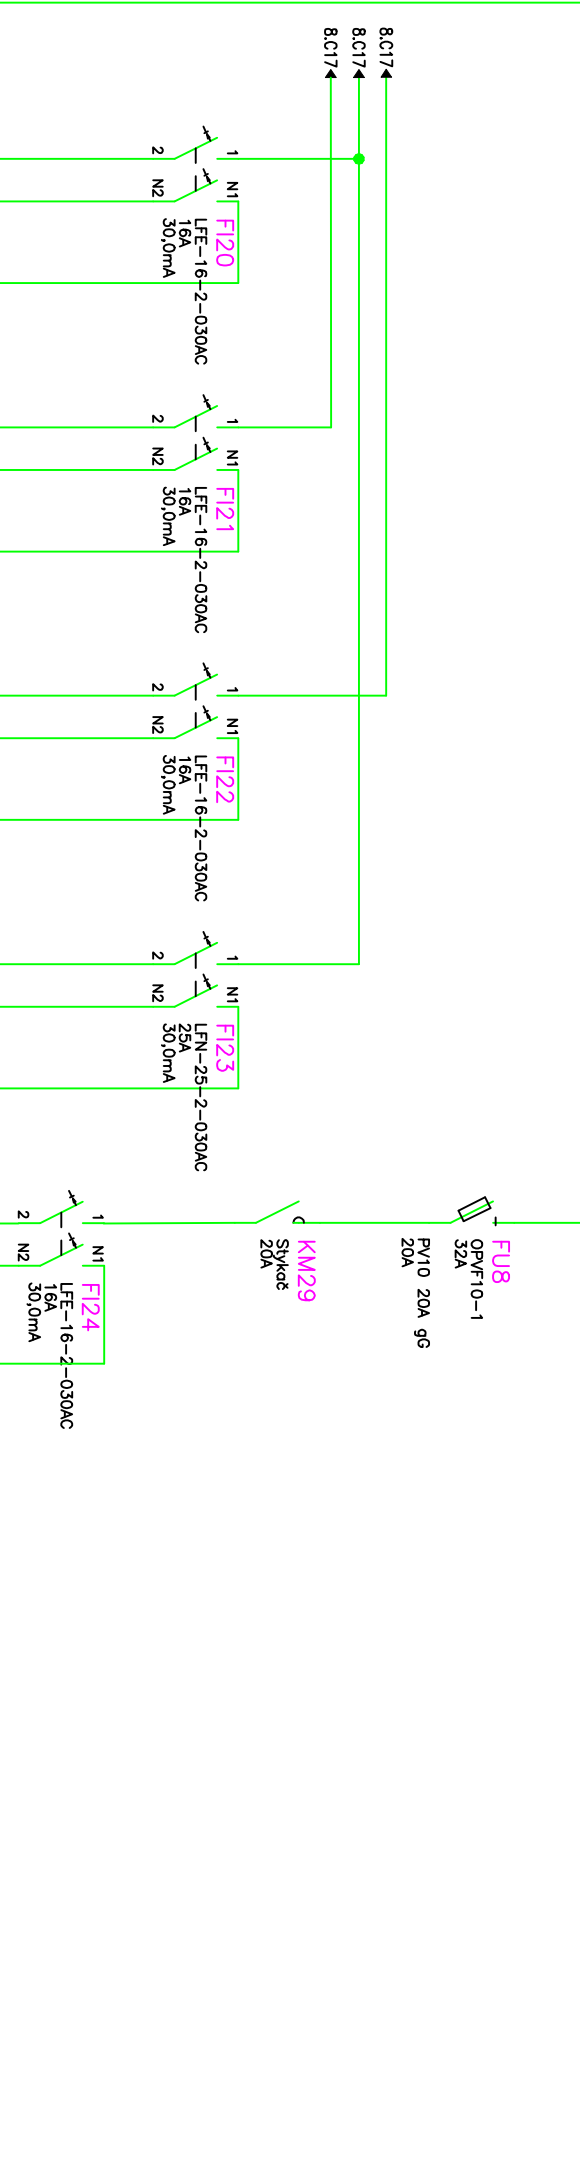 8.C17
8.C17
8.C17
1
2
N1
N2
FI20
LFE-16-2-030AC
16A
30,0mA
1
2
N1
N2
FI21
LFE-16-2-030AC
16A
30,0mA
1
2
N1
N2
FI22
LFE-16-2-030AC
16A
30,0mA
1
2
N1
N2
FI23
LFN-25-2-030AC
25A
30,0mA
FU8
OPVF10-1
32A
PV10 20A gG
20A
KM29
Stykač
20A
1
2
N1
N2
FI24
LFE-16-2-030AC
16A
30,0mA